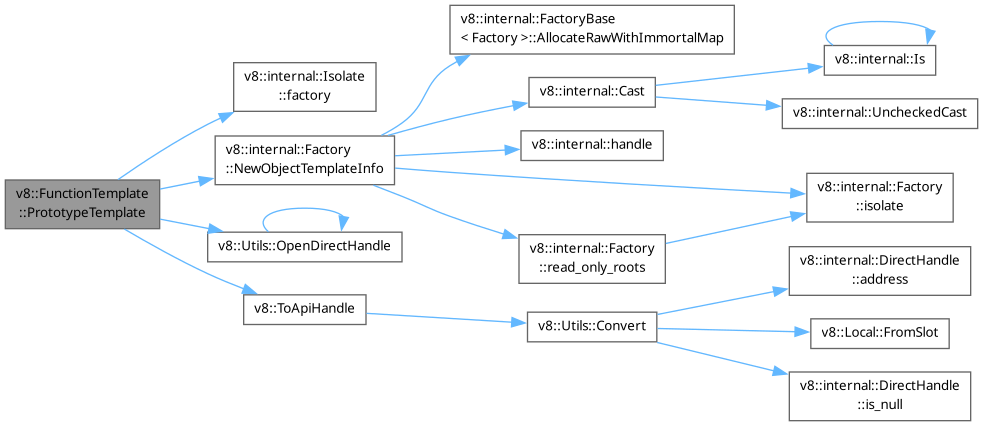 v8::FunctionTemplate
::PrototypeTemplate
v8::internal::Isolate
::factory
v8::internal::Factory
::NewObjectTemplateInfo
v8::Utils::OpenDirectHandle
v8::ToApiHandle
v8::internal::FactoryBase
< Factory >::AllocateRawWithImmortalMap
v8::internal::Cast
v8::internal::handle
v8::internal::Factory
::read_only_roots
v8::Utils::Convert
v8::internal::Is
v8::internal::UncheckedCast
v8::internal::Factory
::isolate
v8::internal::DirectHandle
::address
v8::Local::FromSlot
v8::internal::DirectHandle
::is_null